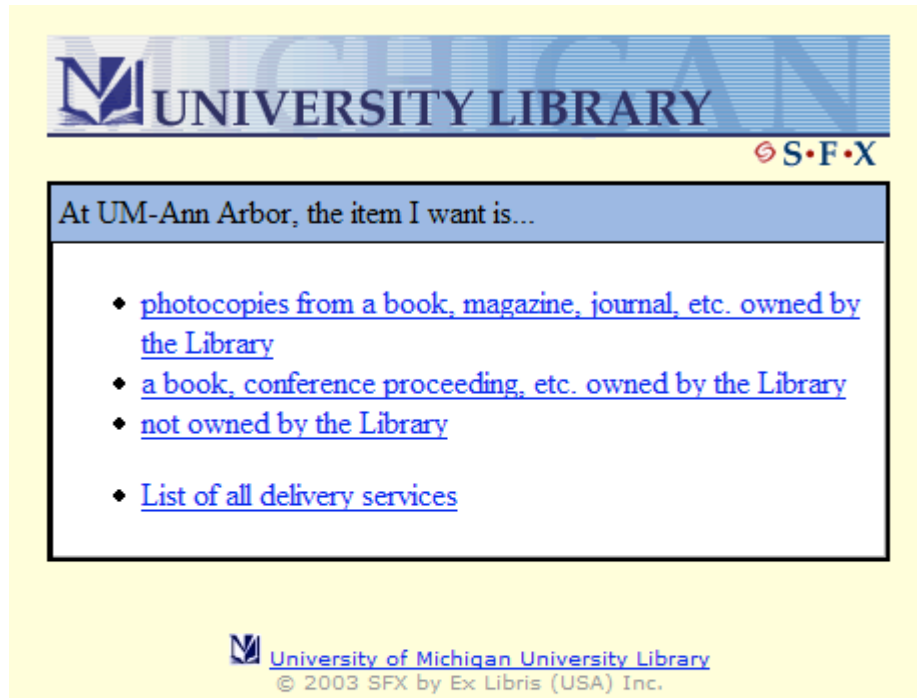 MICHIGAN
UNIVERSITY LIBRARY
S•F•X
At UM-Ann Arbor, the item I want is...
• photocopies from a book, magazine, journal, etc. owned by
the Library
• a book, conference proceeding, etc. owned by the Library
• not owned by the Library
• List of all delivery services
University of Michigan University Library
© 2003 SFX by Ex Libris (USA) Inc.